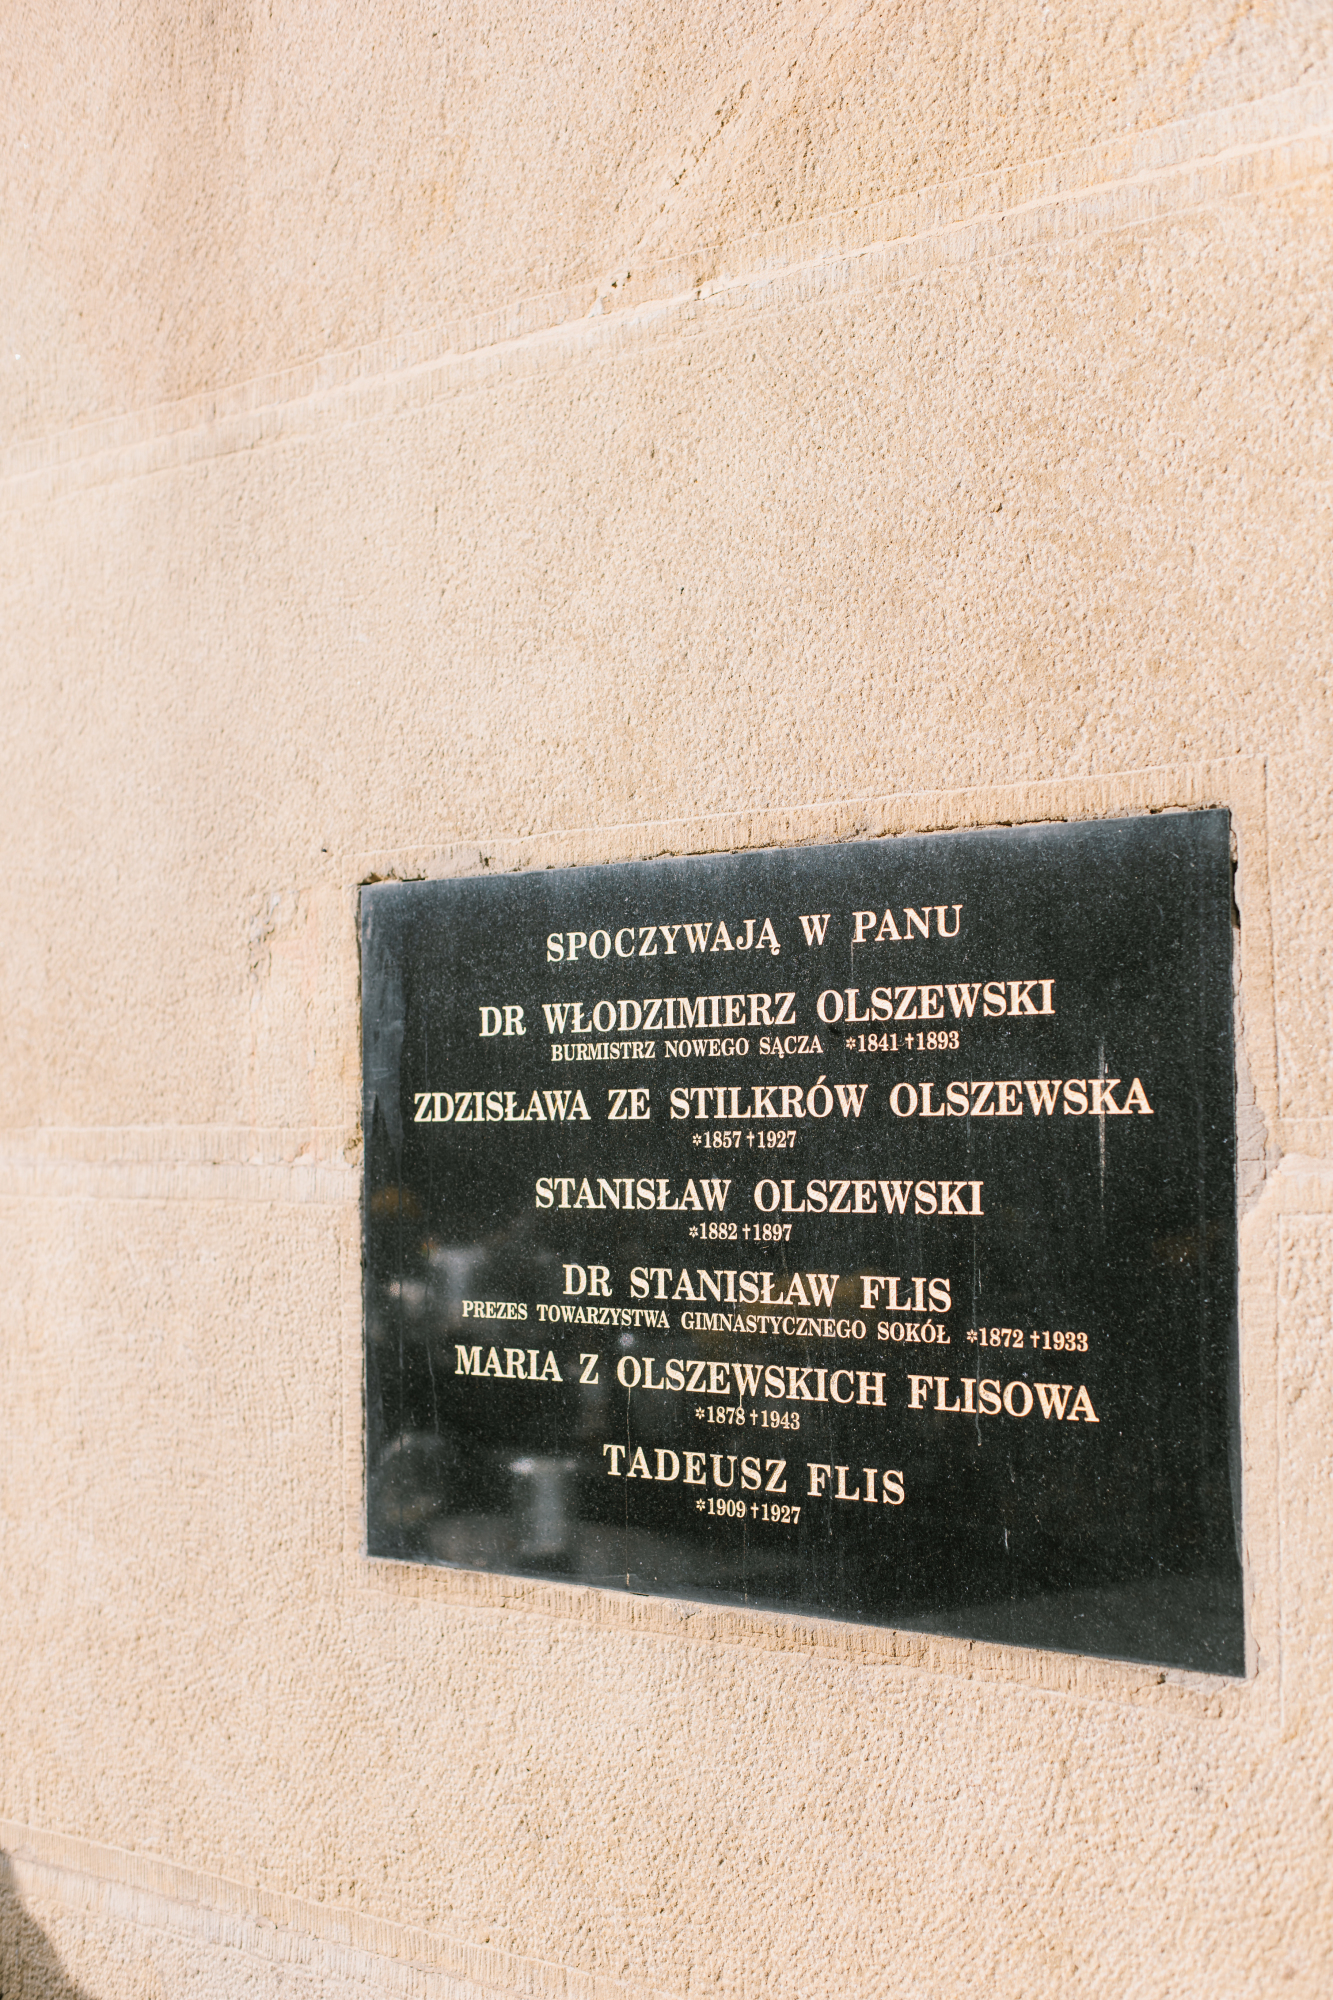 SPOCZYWAJĄ W PANU
DR WŁODZIMIERZ OLSZEWSKI
BURMISTRZ NOWEGO SĄCZA *1841 †1893
ZDZISŁAWA ZE STILKRÓW OLSZEWSKA
*1857 †1927
STANISŁAW OLSZEWSKI
*1882 †1897
DR STANISŁAW FLIS
PREZES TOWARZYSTWA GIMNASTYCZNEGO SOKÓŁ *1872 †1933
MARIA Z OLSZEWSKICH FLISOWA
*1878 †1943
TADEUSZ FLIS
*1909 †1927